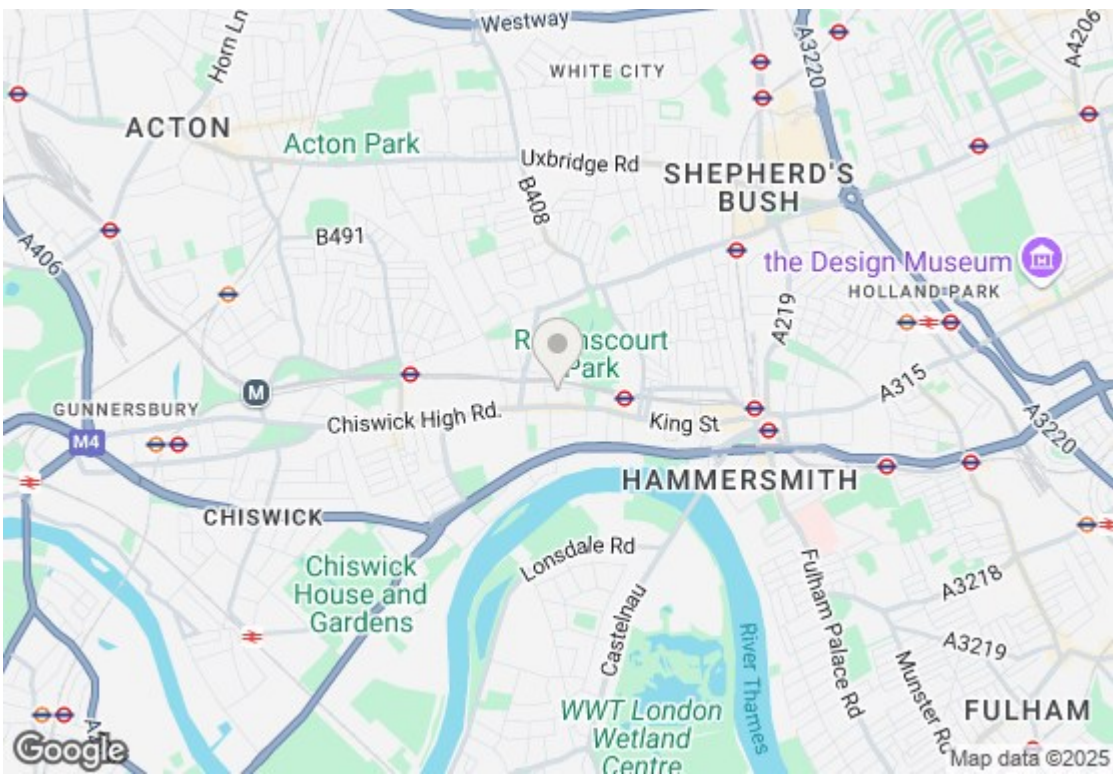 Westway
Horn Ln
A3220
A4206
WHITE CITY
ACTON
Acton Park
Uxbridge Rd
SHEPHERD'S
BUSH
B408
B491
A406
the Design Museum
HOLLAND PARK
A219
Park
A315
M
GUNNERSBURY
Chiswick High Rd.
King St
M4
A3220
HAMMERSMITH
CHISWICK
Lonsdale Rd
Chiswick
House and
Gardens
Castelnau
River Thames
Fulham Palace Rd
A3218
A3219
Munster Rd
FULHAM
WWT London
Wetland
Centre
Google
Map data ©2025